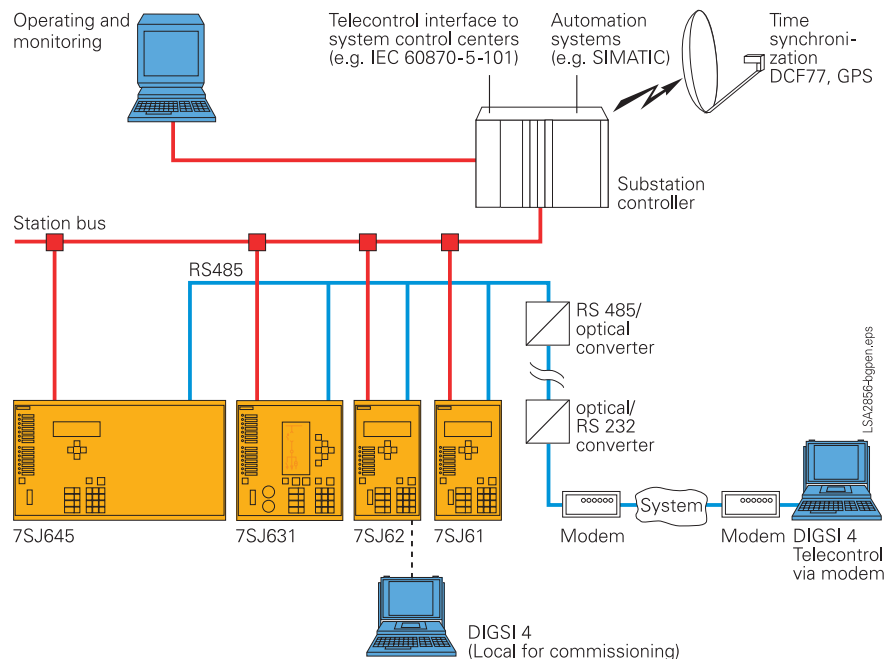 Operating and
monitoring
Telecontrol interface to
system control centers
(e.g. IEC 60870-5-101)
Automation
systems
(e.g. SIMATIC)
Time
synchroni-
zation
DCF77, GPS
Substation
controller
Station bus
RS485
RS 485/
optical
converter
optical/
RS 232
converter
LSA2856-bgpen.eps
7SJ645
7SJ631
7SJ62
7SJ61
Modem
System
Modem
DIGSI 4
Telecontrol
via modem
DIGSI 4
(Local for commissioning)